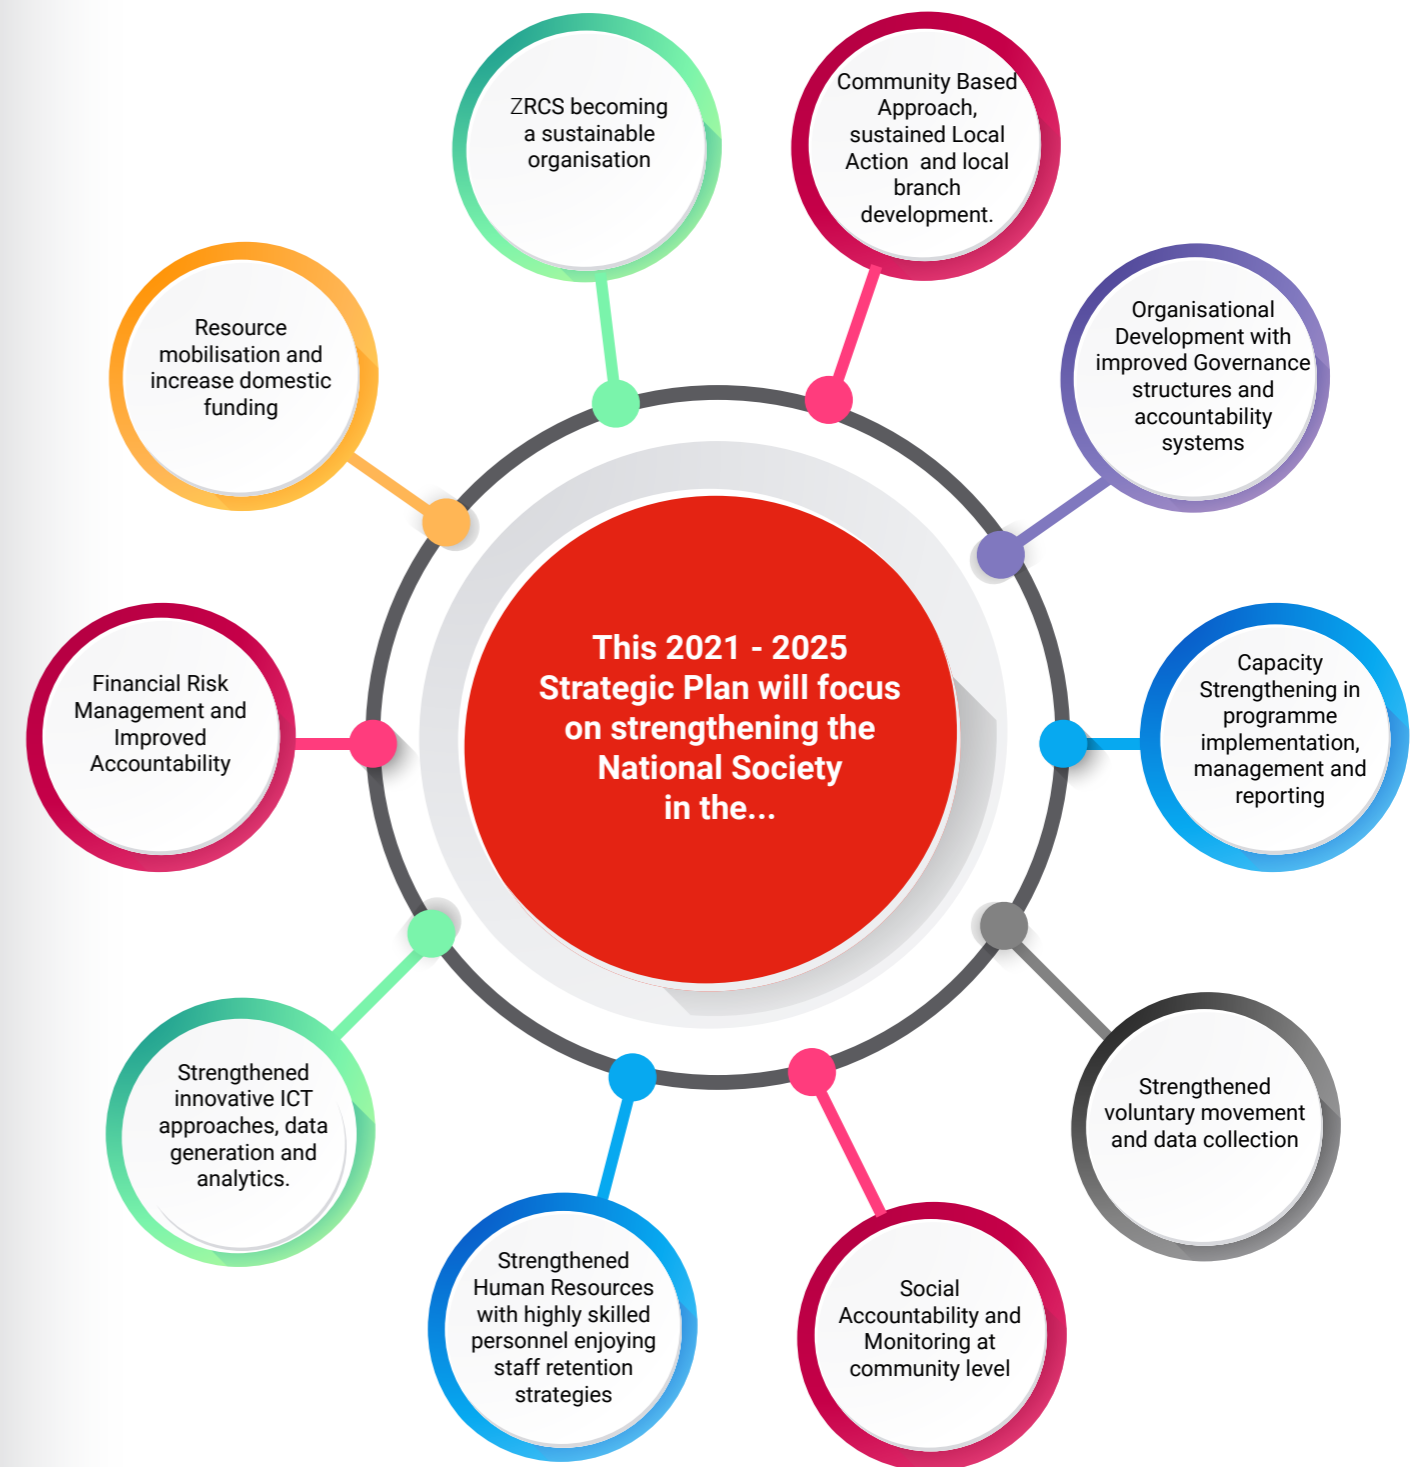 ZRCS becoming
a sustainable
organisation
Community Based
Approach,
sustained Local
Action and local
branch
development.
Organisational
Development with
improved Governance
structures and
accountability
systems
Capacity
Strengthening in
programme
implementation,
management and
reporting
Strengthened
voluntary movement
and data collection
Social
Accountability and
Monitoring at
community level
Strengthened
Human Resources
with highly skilled
personnel enjoying
staff retention
strategies
Strengthened
innovative ICT
approaches, data
generation and
analytics.
Financial Risk
Management and
Improved
Accountability
Resource
mobilisation and
increase domestic
funding
This 2021 - 2025
Strategic Plan will focus
on strengthening the
National Society
in the...